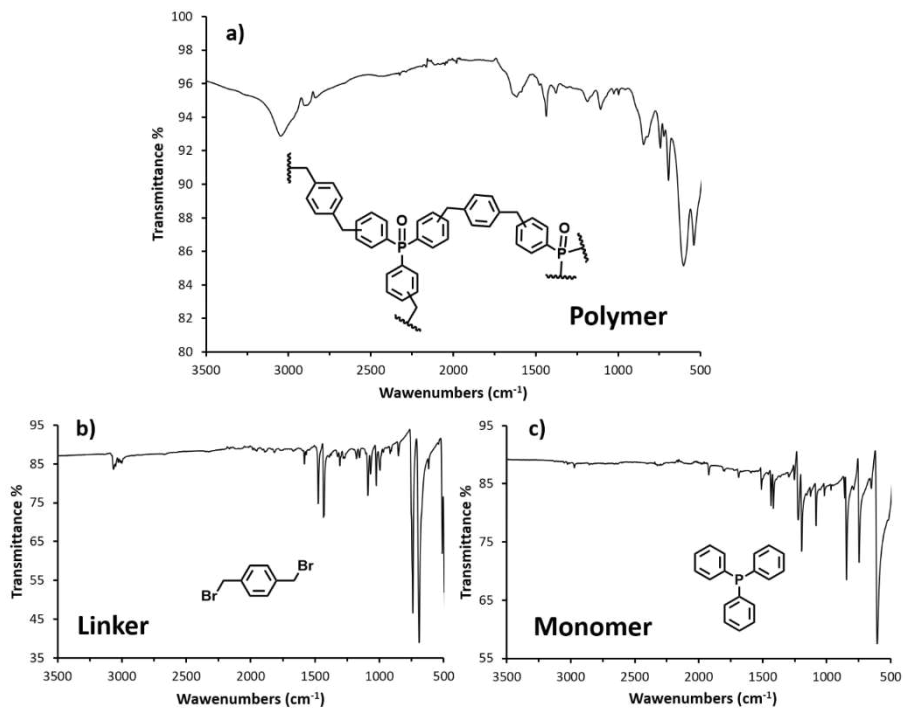 a)
Transmittance %
100
98
96
94
92
90
88
86
84
82
80
O
P
O
P
Polymer
3500 3000 2500 2000 1500 1000 500
Wawenumbers (cm-1)
b)
Transmittance %
95
85
75
65
55
45
35
Br
Br
Linker
3500 3000 2500 2000 1500 1000 500
Wawenumbers (cm-1)
c)
Transmittance %
95
85
75
65
55
P
Monomer
3500 3000 2500 2000 1500 1000 500
Wawenumbers (cm-1)